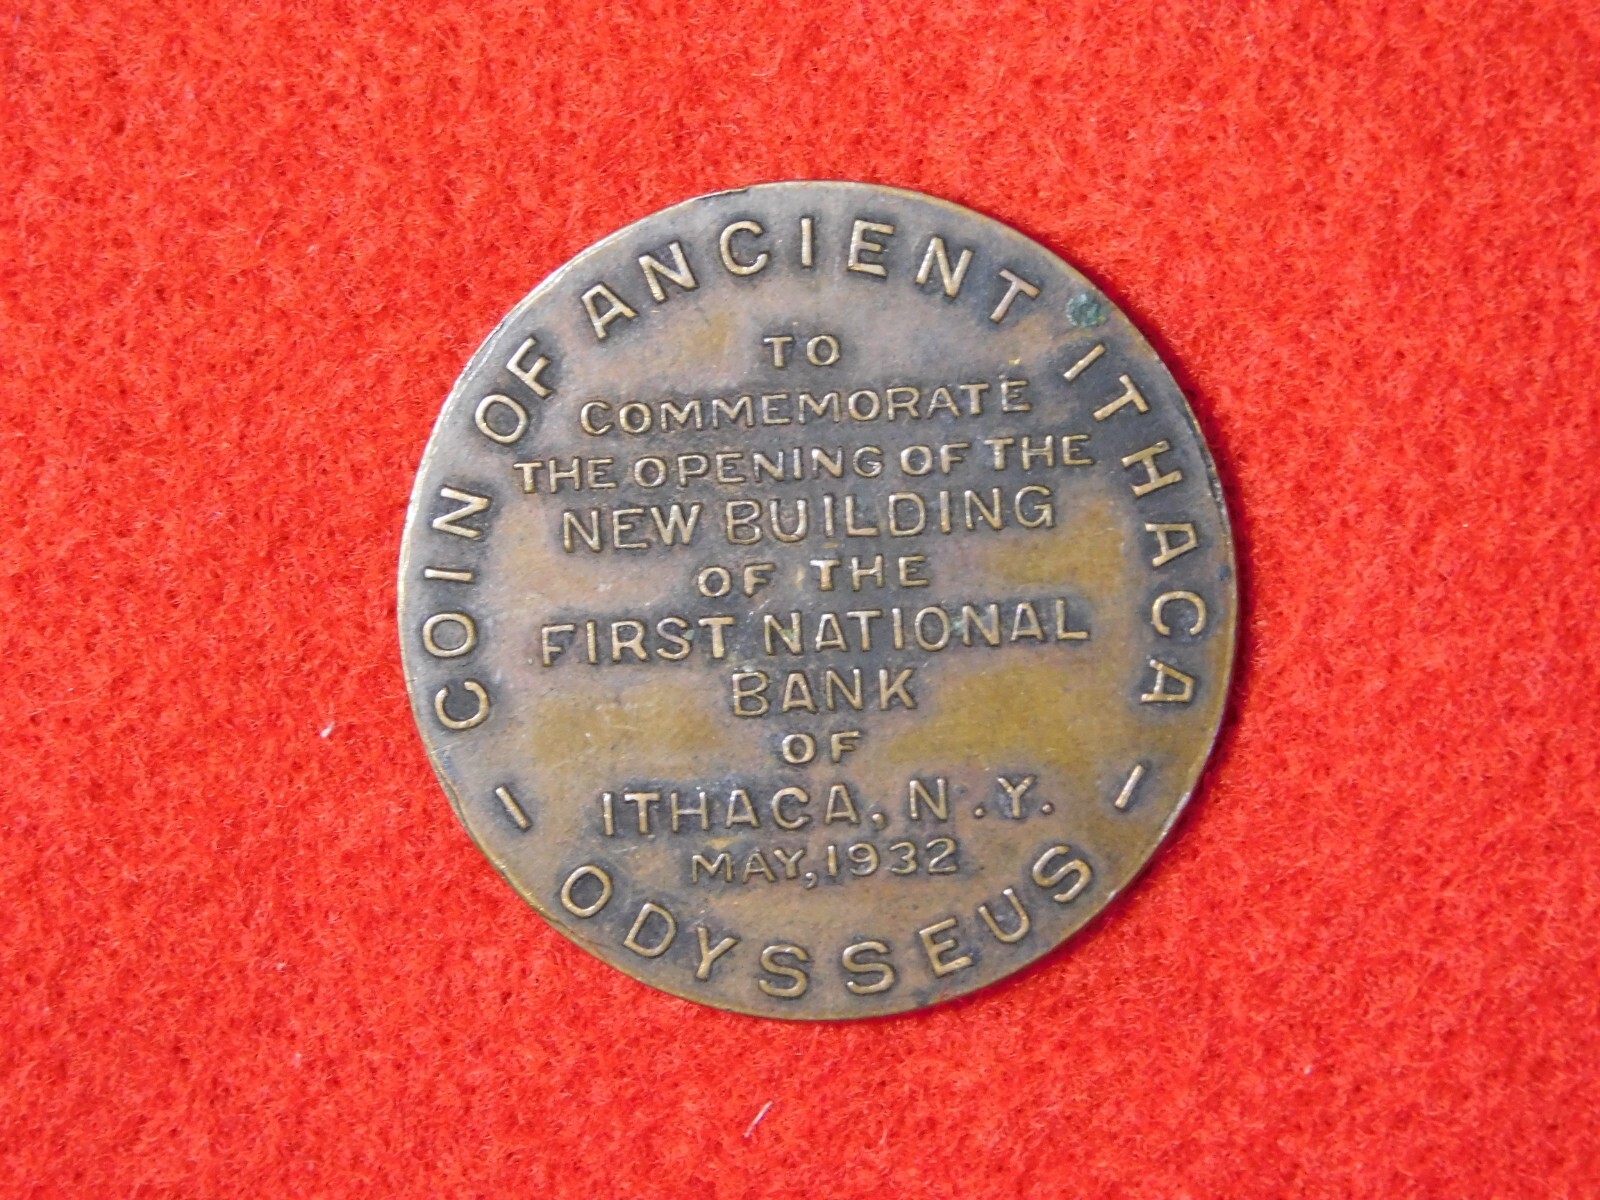 COIN OF ANCIENT ITHACA
TO
COMMEMORATE
THE OPENING OF THE
NEW BUILDING
OF THE
FIRST NATIONAL
BANK
OF
ITHACA, N.Y.
MAY, 1932
— ODYSSEUS —